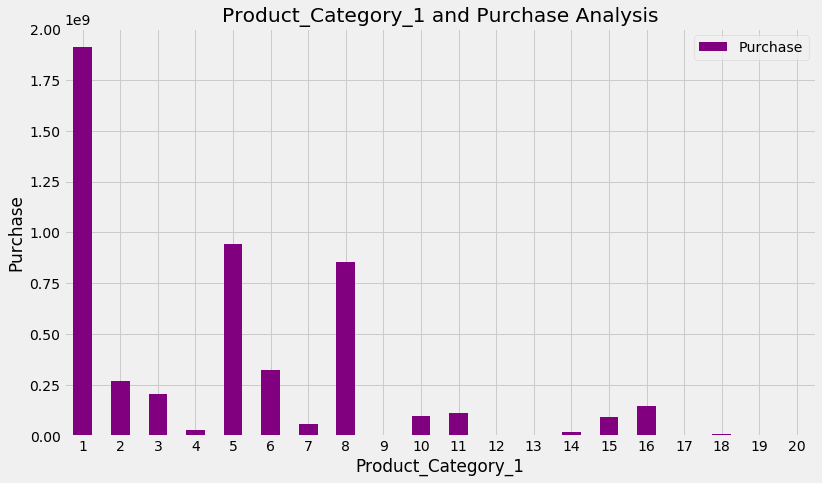 Product_Category_1 and Purchase Analysis
1e9
Purchase
2.00
1.75
1.50
1.25
1.00
0.75
0.50
0.25
0.00
Purchase
1 2 3 4 5 6 7 8 9 10 11 12 13 14 15 16 17 18 19 20
Product_Category_1